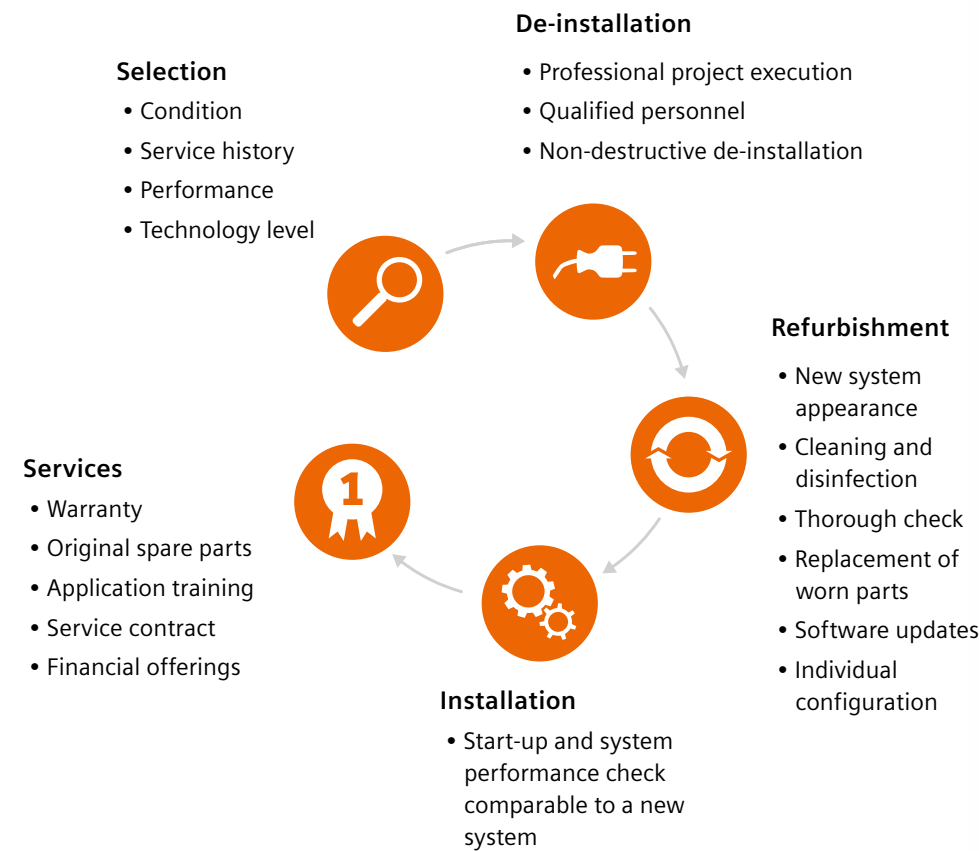 Selection
• Condition
• Service history
• Performance
• Technology level
De-installation
• Professional project execution
• Qualified personnel
• Non-destructive de-installation
Refurbishment
• New system
appearance
• Cleaning and
disinfection
• Thorough check
• Replacement of
worn parts
• Software updates
• Individual
configuration
Installation
• Start-up and system
performance check
comparable to a new
system
Services
• Warranty
• Original spare parts
• Application training
• Service contract
• Financial offerings
1